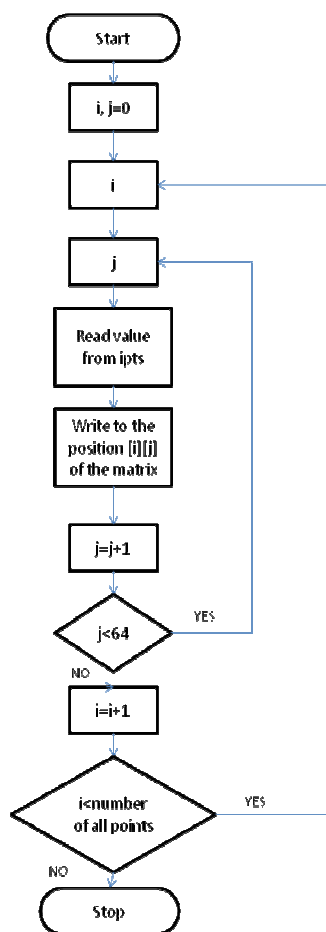 Start
i, j=0
i
j
Read value
from ipts
Write to the
position [i][j]
of the matrix
j=j+1
j<64
YES
NO
i=i+1
i<number
of all points
YES
NO
Stop